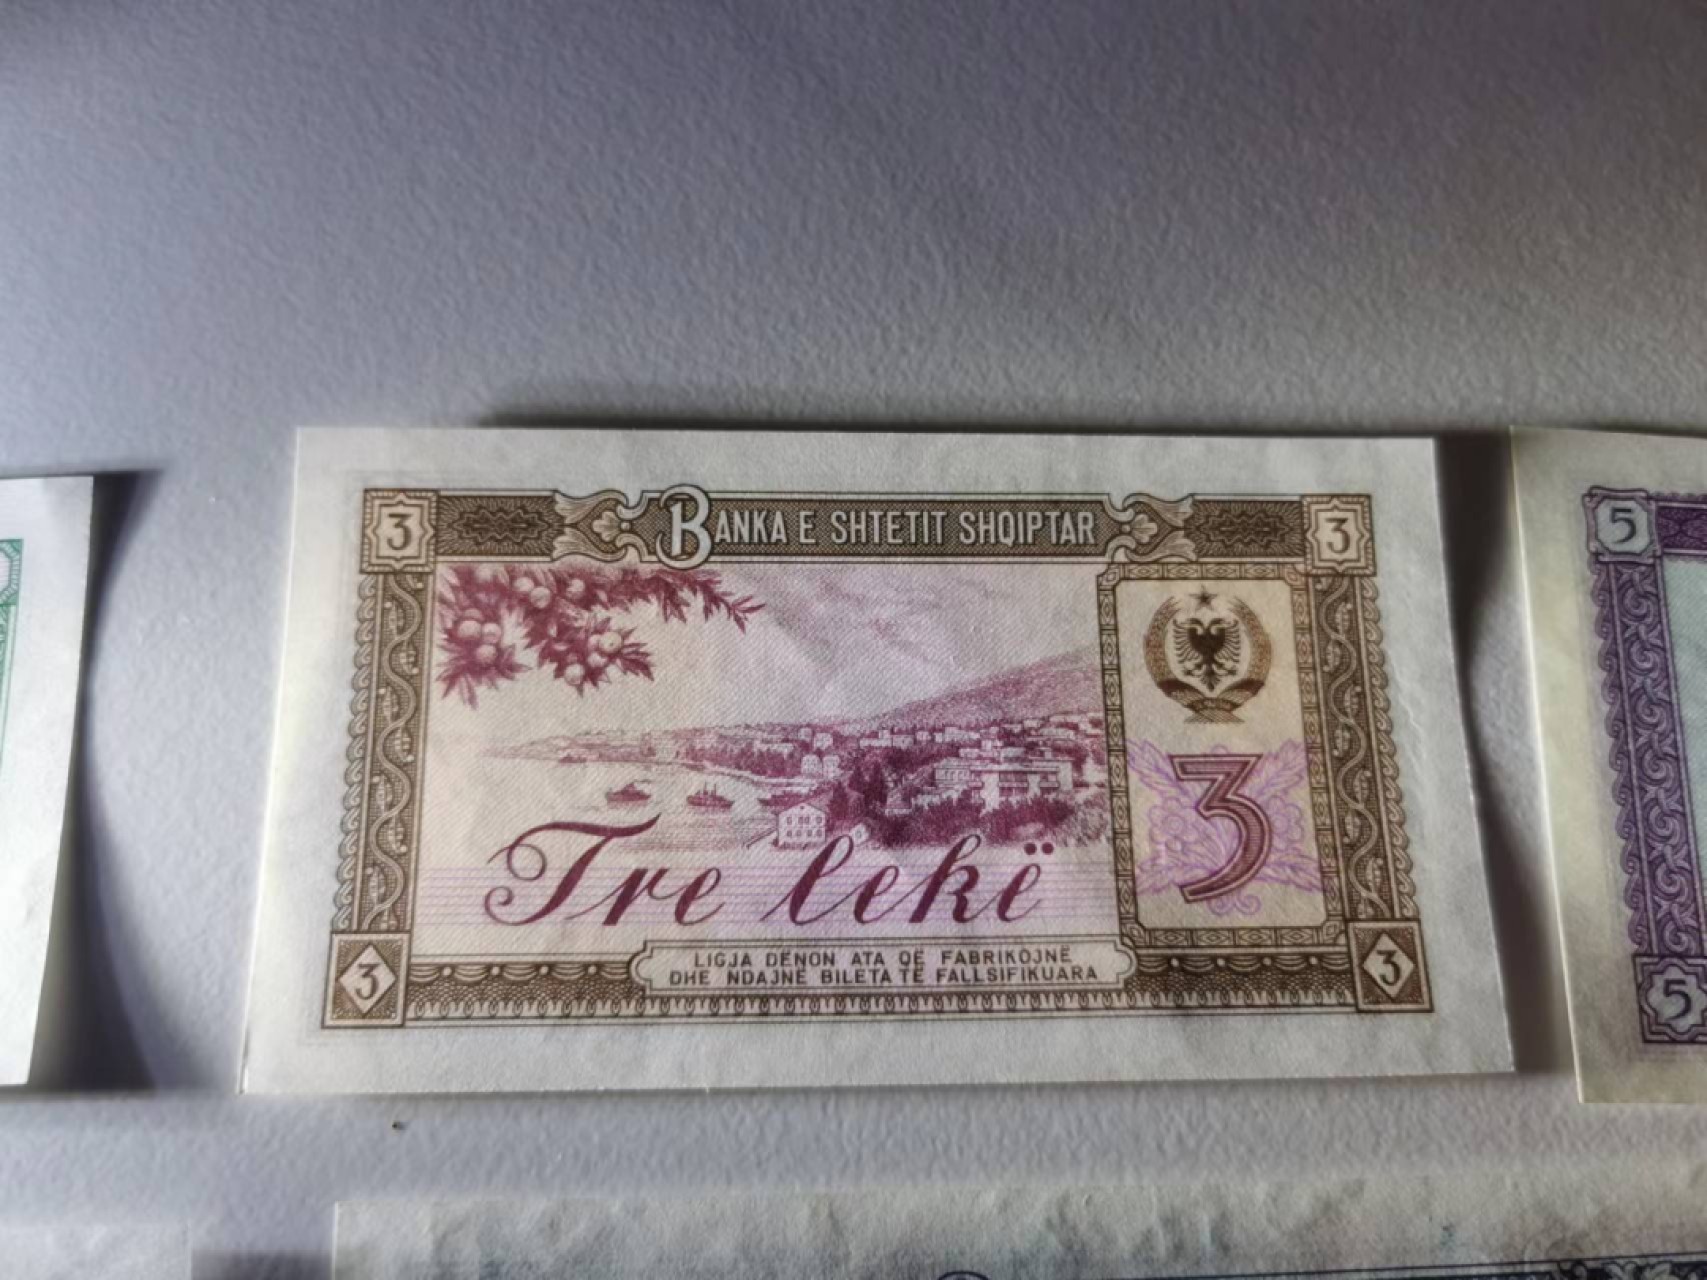 3
BANKA E SHTETIT SHQIPTAR
3
5
3
Tre lekë
LIGJA DËNON ATA QË FABRIKOJNË
DHE NDAJNË BILETA TË FALLSIFIKUARA
3
3
5